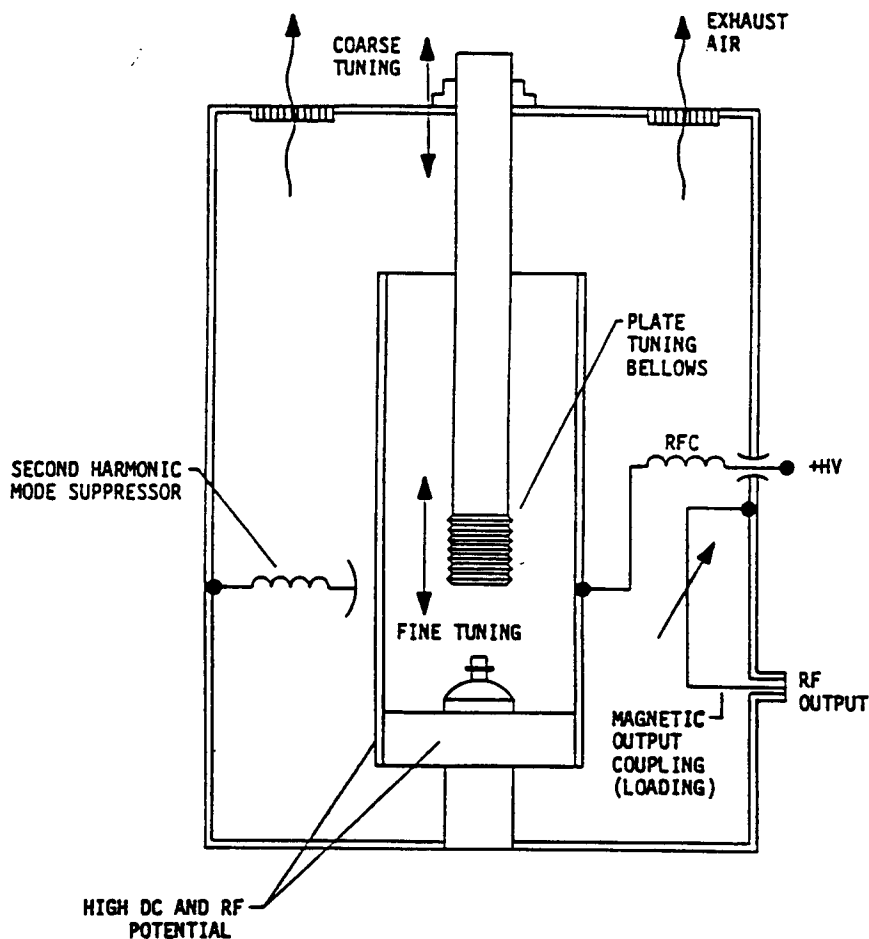 COARSE
TUNING
EXHAUST
AIR
PLATE
TUNING
BELLOWS
RFC
+HV
SECOND HARMONIC
MODE SUPPRESSOR
FINE TUNING
RF
OUTPUT
MAGNETIC
OUTPUT
COUPLING
(LOADING)
HIGH DC AND RF
POTENTIAL